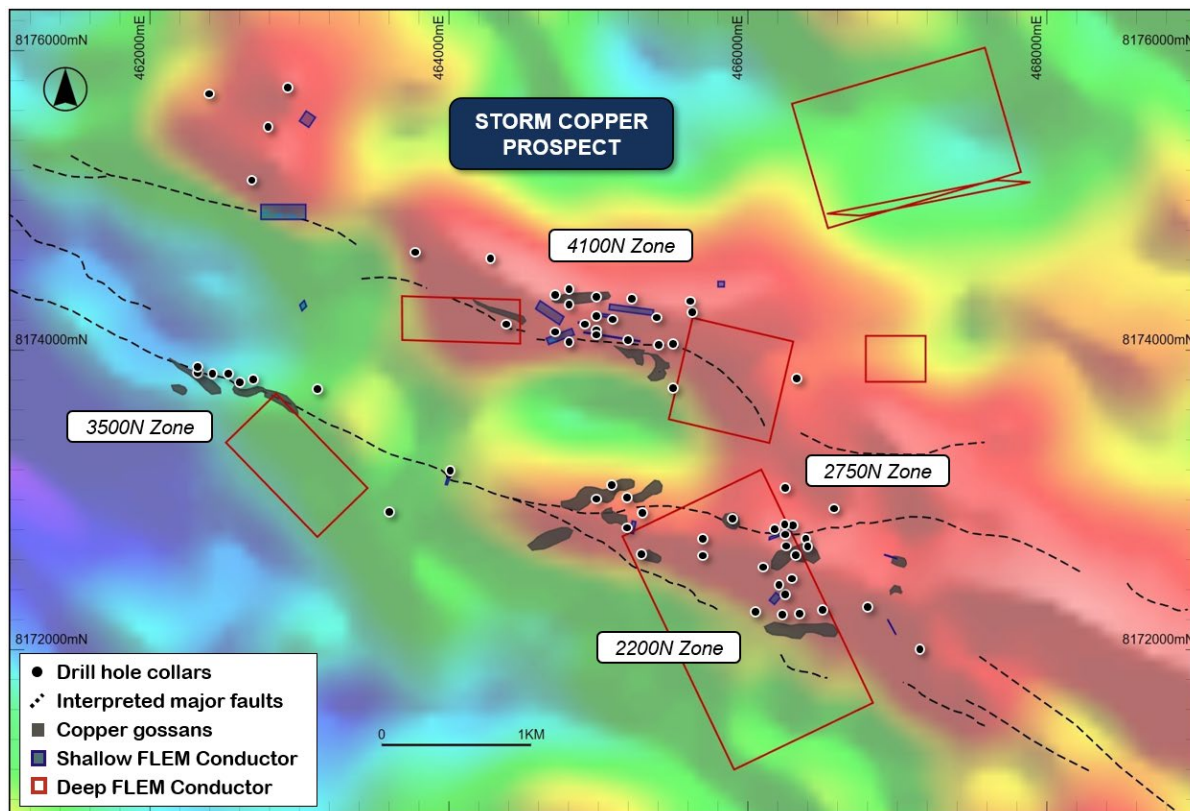 462000mE
464000mE
466000mE
468000mE
8176000mN
8176000mN
STORM COPPER
PROSPECT
4100N Zone
8174000mN
8174000mN
3500N Zone
2750N Zone
2200N Zone
8172000mN
8172000mN
Drill hole collars
Interpreted major faults
Copper gossans
Shallow FLEM Conductor
Deep FLEM Conductor
0 1KM